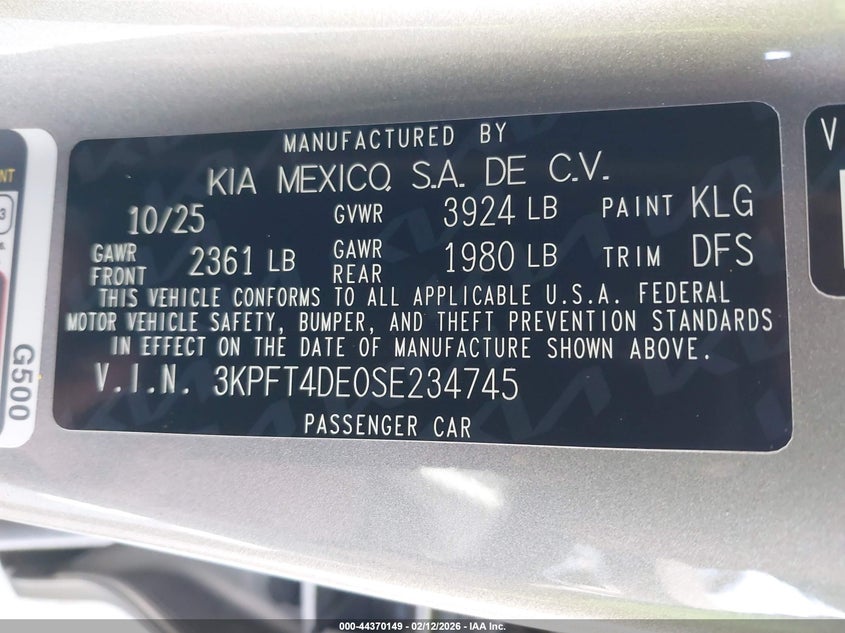 MANUFACTURED BY
KIA MEXICO, S.A. DE C.V.
10/25 GVWR 3924 LB PAINT KLG
GAWR FRONT 2361 LB GAWR REAR 1980 LB TRIM DFS
THIS VEHICLE CONFORMS TO ALL APPLICABLE U.S.A. FEDERAL
MOTOR VEHICLE SAFETY, BUMPER, AND THEFT PREVENTION STANDARDS
IN EFFECT ON THE DATE OF MANUFACTURE SHOWN ABOVE.
V.I.N. 3KPFT4DE0SE234745
PASSENGER CAR
G500
V
000-44370149 - 02/12/2026 - IAA Inc.